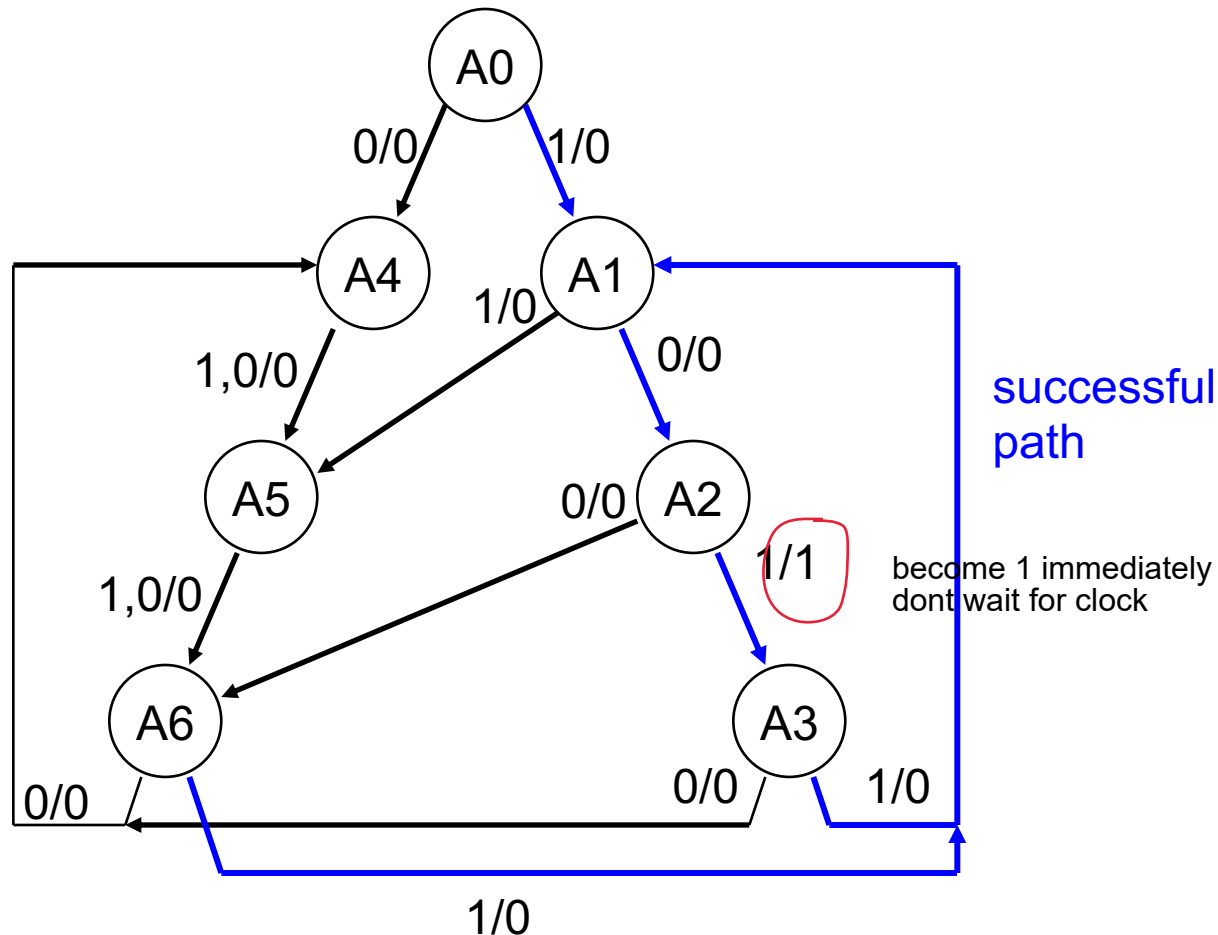 A0
0/0
1/0
A4
A1
1/0
0/0
1,0/0
successful
path
A5
A2
0/0
1/1
become 1 immediately
dont wait for clock
1,0/0
A6
A3
0/0
0/0
1/0
1/0